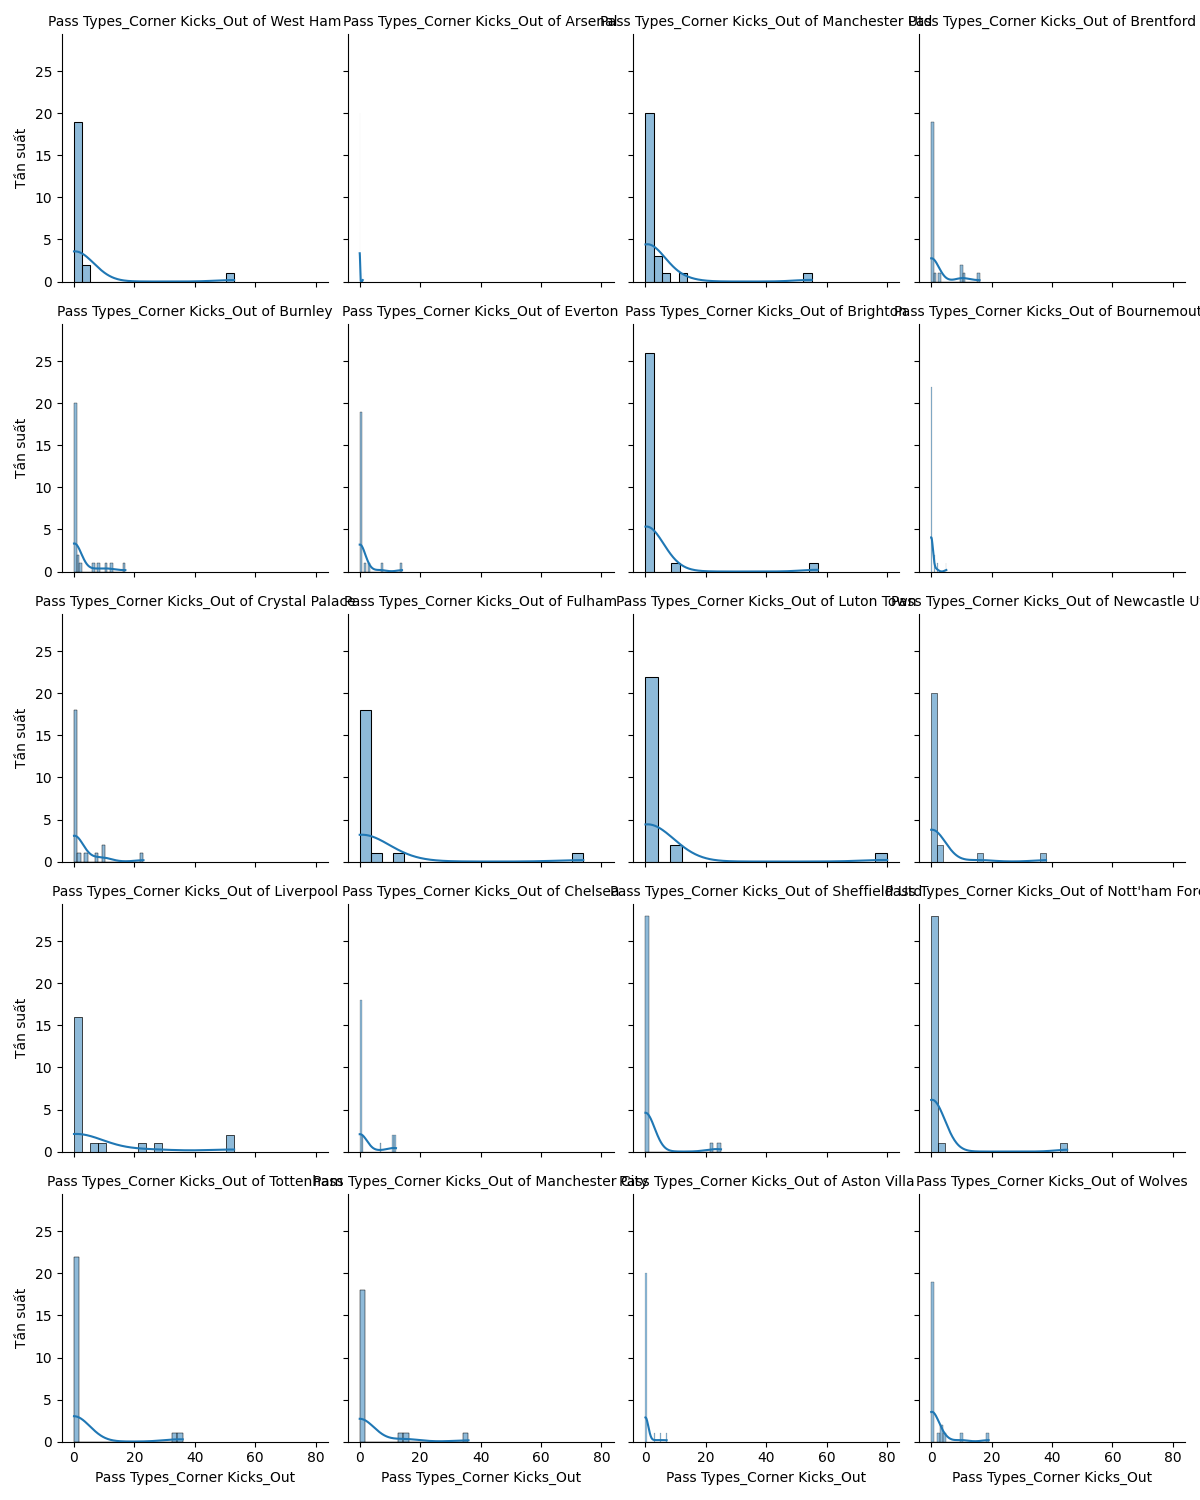 Pass Types_Corner Kicks_Out of West Ham
Pass Types_Corner Kicks_Out of Arsenal
Pass Types_Corner Kicks_Out of Manchester Utd
Pass Types_Corner Kicks_Out of Brentford
25
20
15
10
5
0
Tần suất
Pass Types_Corner Kicks_Out of Burnley
Pass Types_Corner Kicks_Out of Everton
Pass Types_Corner Kicks_Out of Brighton
Pass Types_Corner Kicks_Out of Bournemout
25
20
15
10
5
0
Tần suất
Pass Types_Corner Kicks_Out of Crystal Palace
Pass Types_Corner Kicks_Out of Fulham
Pass Types_Corner Kicks_Out of Luton Town
Pass Types_Corner Kicks_Out of Newcastle U
25
20
15
10
5
0
Tần suất
Pass Types_Corner Kicks_Out of Liverpool
Pass Types_Corner Kicks_Out of Chelsea
Pass Types_Corner Kicks_Out of Sheffield Utd
Pass Types_Corner Kicks_Out of Nott'ham Fore
25
20
15
10
5
0
Tần suất
Pass Types_Corner Kicks_Out of Tottenham
Pass Types_Corner Kicks_Out of Manchester City
Pass Types_Corner Kicks_Out of Aston Villa
Pass Types_Corner Kicks_Out of Wolves
25
20
15
10
5
0
Tần suất
0 20 40 60 80
0 20 40 60 80
0 20 40 60 80
0 20 40 60 80
Pass Types_Corner Kicks_Out
Pass Types_Corner Kicks_Out
Pass Types_Corner Kicks_Out
Pass Types_Corner Kicks_Out